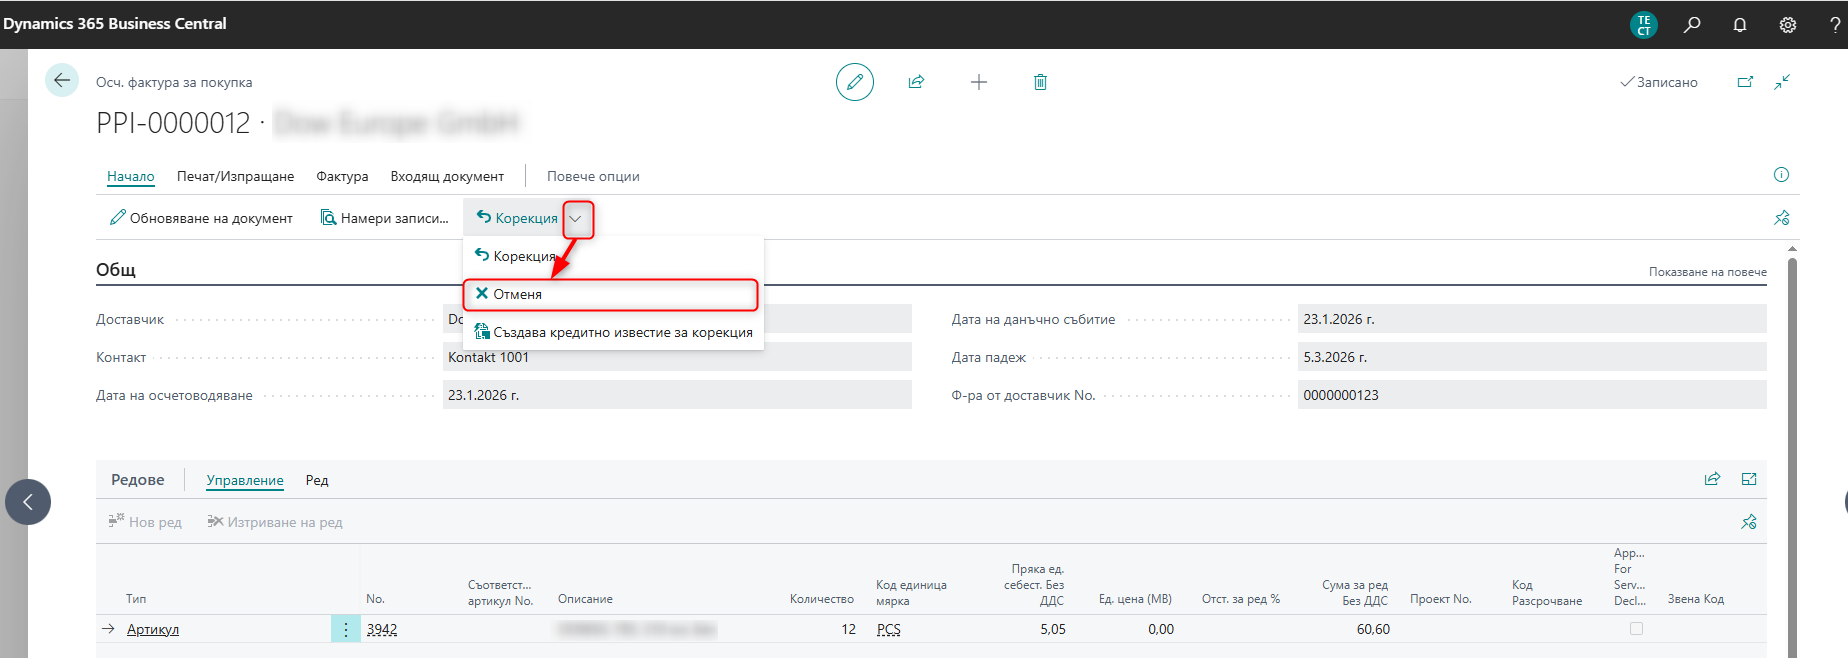 Dynamics 365 Business Central
TE
CT
?
Осч. фактура за покупка
Записано
PPI-0000012 ·
Начало Печат/Изпращане Фактура Входящ документ Повече опции
Обновяване на документ Намери записи... Корекция
Корекция
Отменя
Създава кредитно известие за корекция
Общ
Показване на повече
Доставчик
Дата на данъчно събитие 23.1.2026 г.
Контакт Kontakt 1001
Дата падеж 5.3.2026 г.
Дата на осчетоводяване 23.1.2026 г.
Ф-ра от доставчик No. 0000000123
Редове Управление Ред
Нов ред Изтриване на ред
Тип No. Съответст... артикул No. Описание Количество Код единица мярка Пряка ед. себест. Без ДДС Ед. цена (МВ) Отст. за ред % Сума за ред Без ДДС Проект No. Код Разсрочване App... For Serv... Decl... Звена Код
Артикул 3942 12 PCS 5,05 0,00 60,60